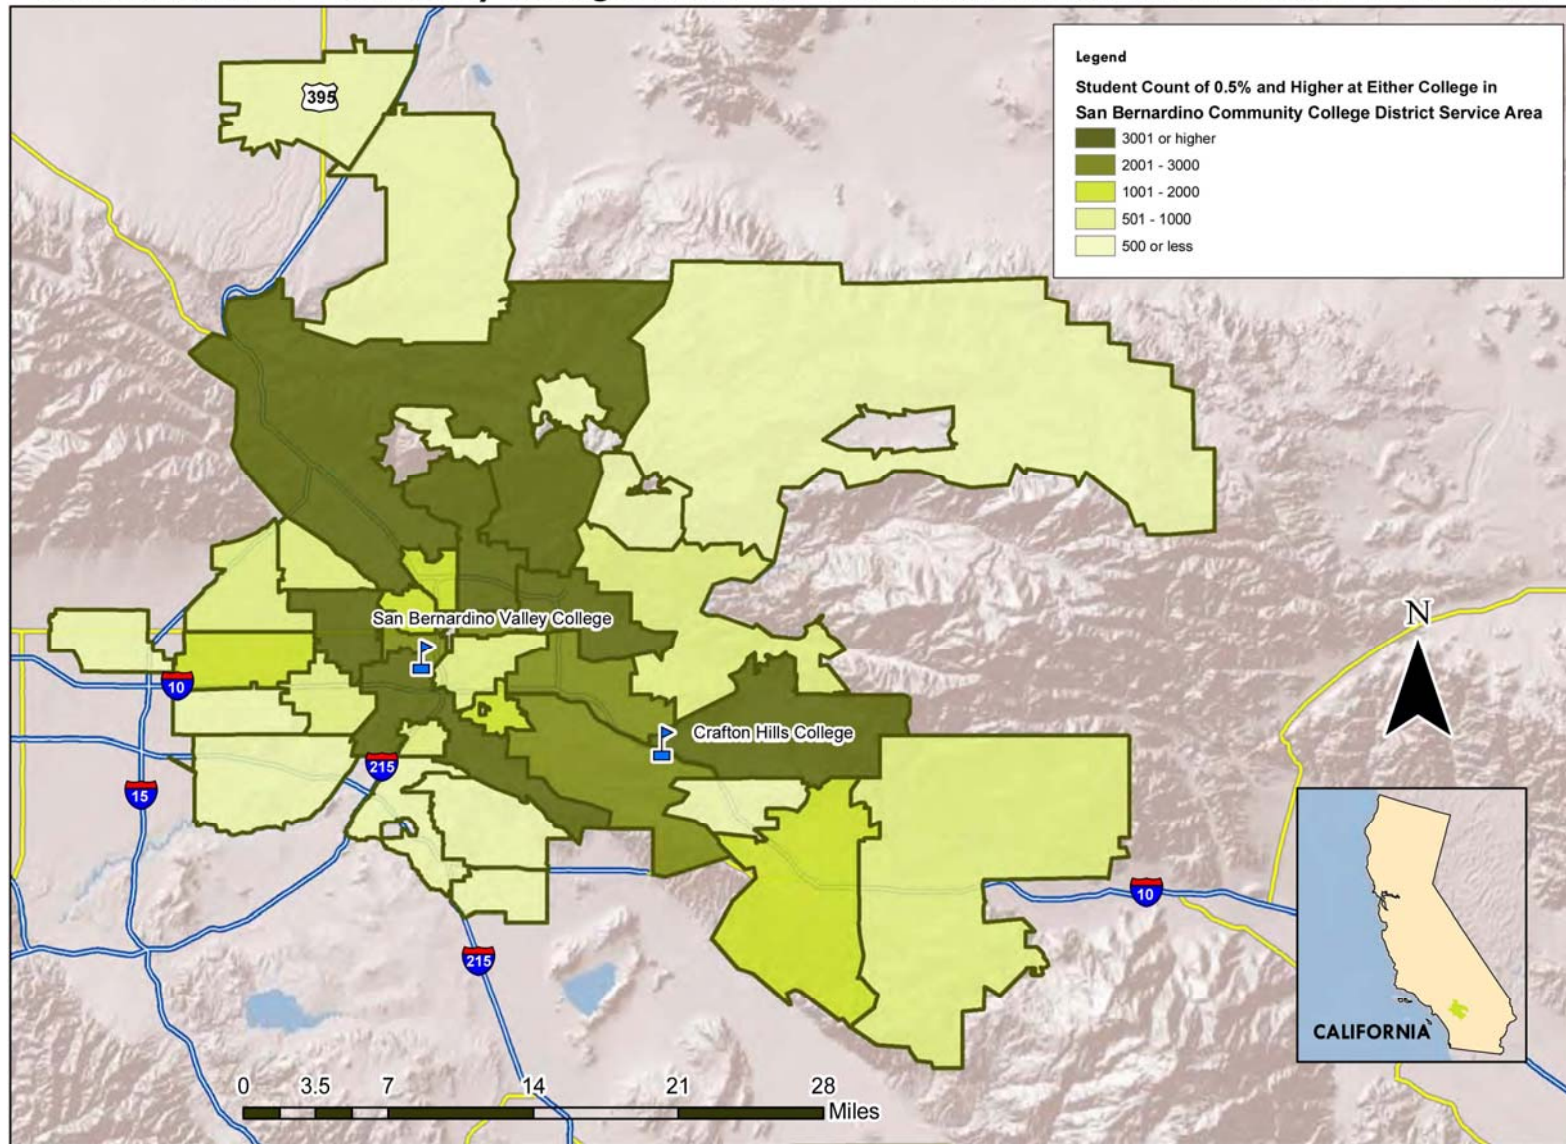 395
Legend
Student Count of 0.5% and Higher at Either College in
San Bernardino Community College District Service Area
3001 or higher
2001 - 3000
1001 - 2000
501 - 1000
500 or less
San Bernardino Valley College
N
10
Crafton Hills College
215
15
10
215
CALIFORNIA
0 3.5 7 14 21 28
Miles